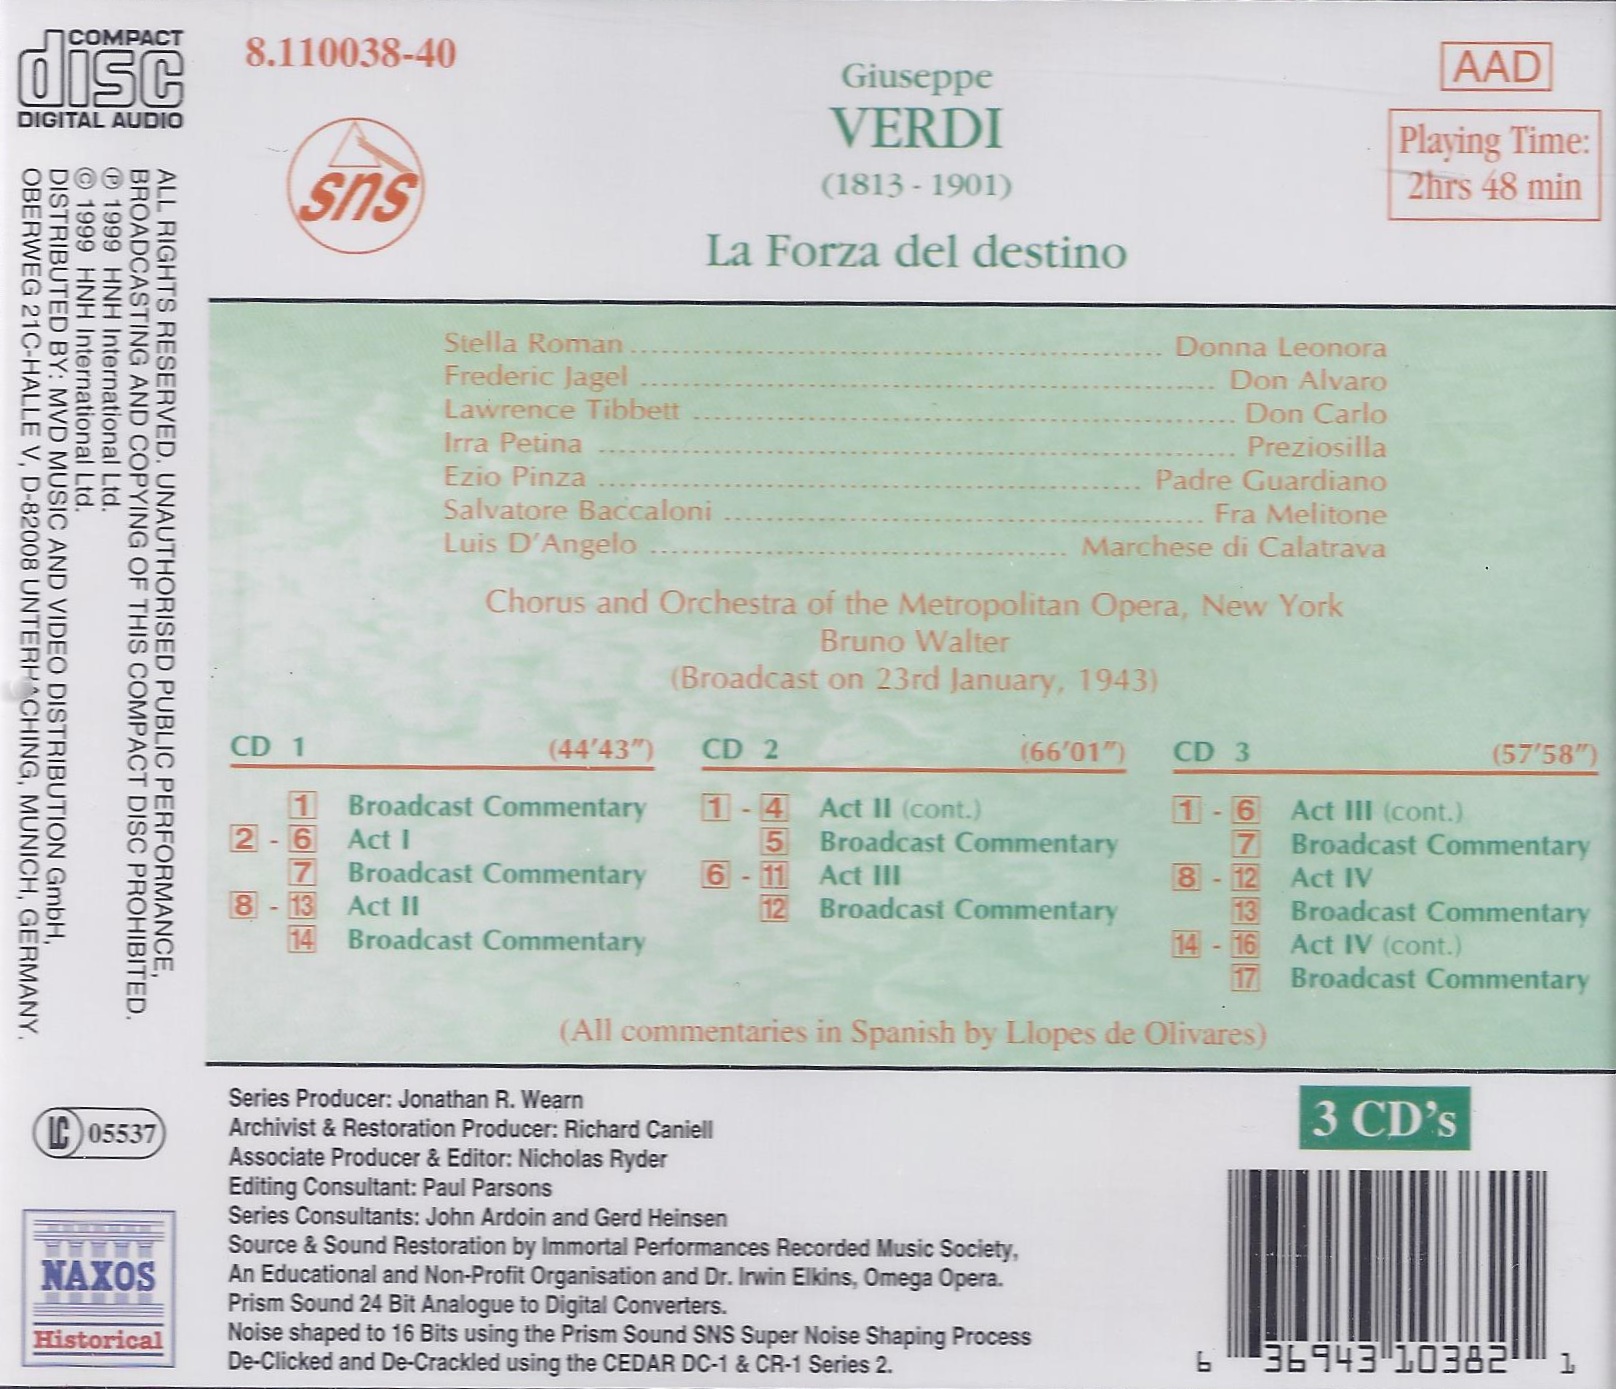 COMPACT
disc
DIGITAL AUDIO
8.110038-40
sns
Giuseppe
VERDI
(1813 - 1901)
La Forza del destino
AAD
Playing Time:
2hrs 48 min
ALL RIGHTS RESERVED. UNAUTHORISED PUBLIC PERFORMANCE,
BROADCASTING AND COPYING OF THIS COMPACT DISC PROHIBITED.
℗ 1999 HNH International Ltd.
© 1999 HNH International Ltd.
DISTRIBUTED BY: MVD MUSIC AND VIDEO DISTRIBUTION GmbH,
OBERWEG 21C-HALLE V, D-82008 UNTERHACHING, MUNICH, GERMANY.
Stella Roman ........ Donna Leonora
Frederic Jagel ........ Don Alvaro
Lawrence Tibbett ........ Don Carlo
Irra Petina ........ Preziosilla
Ezio Pinza ........ Padre Guardiano
Salvatore Baccaloni ........ Fra Melitone
Luis D'Angelo ........ Marchese di Calatrava
Chorus and Orchestra of the Metropolitan Opera, New York
Bruno Walter
(Broadcast on 23rd January, 1943)
CD 1 (44'43")
1 Broadcast Commentary
2 - 6 Act I
7 Broadcast Commentary
8 - 13 Act II
14 Broadcast Commentary
CD 2 (66'01")
1 - 4 Act II (cont.)
5 Broadcast Commentary
6 - 11 Act III
12 Broadcast Commentary
CD 3 (57'58")
1 - 6 Act III (cont.)
7 Broadcast Commentary
8 - 12 Act IV
13 Broadcast Commentary
14 - 16 Act IV (cont.)
17 Broadcast Commentary
(All commentaries in Spanish by Llopes de Olivares)
LC 05537
NAXOS
Historical
Series Producer: Jonathan R. Wearn
Archivist & Restoration Producer: Richard Caniell
Associate Producer & Editor: Nicholas Ryder
Editing Consultant: Paul Parsons
Series Consultants: John Ardoin and Gerd Heinsen
Source & Sound Restoration by Immortal Performances Recorded Music Society,
An Educational and Non-Profit Organisation and Dr. Irwin Elkins, Omega Opera.
Prism Sound 24 Bit Analogue to Digital Converters.
Noise shaped to 16 Bits using the Prism Sound SNS Super Noise Shaping Process
De-Clicked and De-Crackled using the CEDAR DC-1 & CR-1 Series 2.
3 CD's
6 36943 10382 1